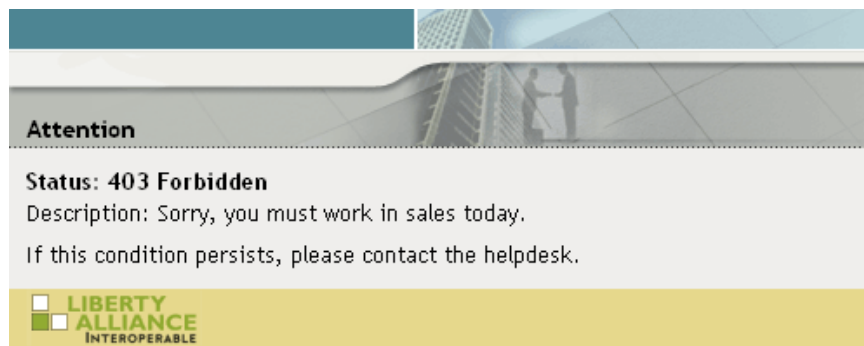 Attention
Status: 403 Forbidden
Description: Sorry, you must work in sales today.
If this condition persists, please contact the helpdesk.
LIBERTY
ALLIANCE
INTEROPERABLE